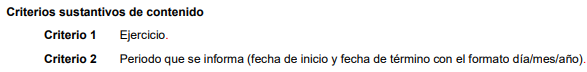 Criterios sustantivos de contenido
Criterio 1 Ejercicio.
Criterio 2 Periodo que se informa (fecha de inicio y fecha de término con el formato día/mes/año).